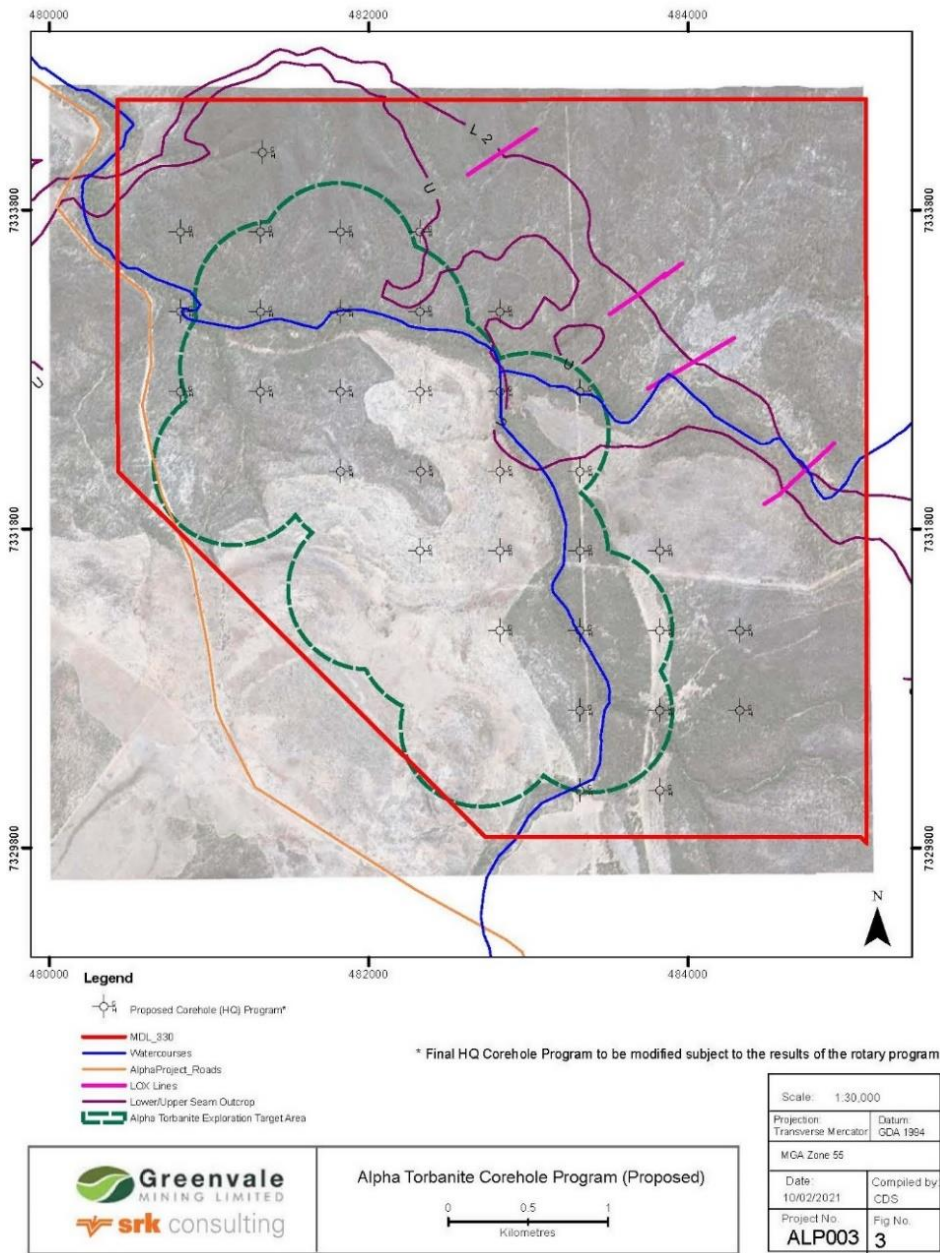 480000 482000 484000
L 2
U
7333800 7333800
U
U
7331800 7331800
7329800 7329800
N
480000 482000 484000
Legend
Proposed Corehole (HQ) Program*
MDL_330
Watercourses
AlphaProject_Roads
LOX Lines
Lower/Upper Seam Outcrop
Alpha Torbanite Exploration Target Area
* Final HQ Corehole Program to be modified subject to the results of the rotary program
Scale: 1:30,000
Projection: Transverse Mercator
Datum: GDA 1994
MGA Zone 55
Date: 10/02/2021
Compiled by: CDS
Project No. ALP003
Fig No. 3
Greenvale
MINING LIMITED
srk consulting
Alpha Torbanite Corehole Program (Proposed)
0 0.5 1
Kilometres